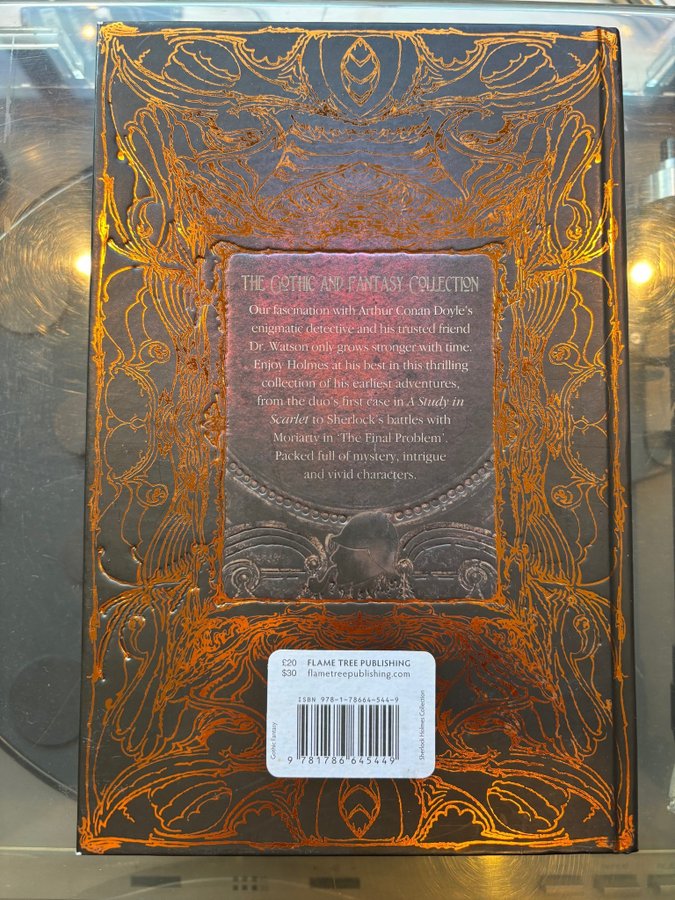 THE GOTHIC AND FANTASY COLLECTION
Our fascination with Arthur Conan Doyle's
enigmatic detective and his trusted friend
Dr. Watson only grows stronger with time.
Enjoy Holmes at his best in this thrilling
collection of his earliest adventures,
from the duo's first case in A Study in
Scarlet to Sherlock's battles with
Moriarty in 'The Final Problem'.
Packed full of mystery, intrigue
and vivid characters.
£20 FLAME TREE PUBLISHING
$30 flametreepublishing.com
ISBN 978-1-78664-544-9
Gothic Fantasy
Sherlock Holmes Collection
9 781786 645449